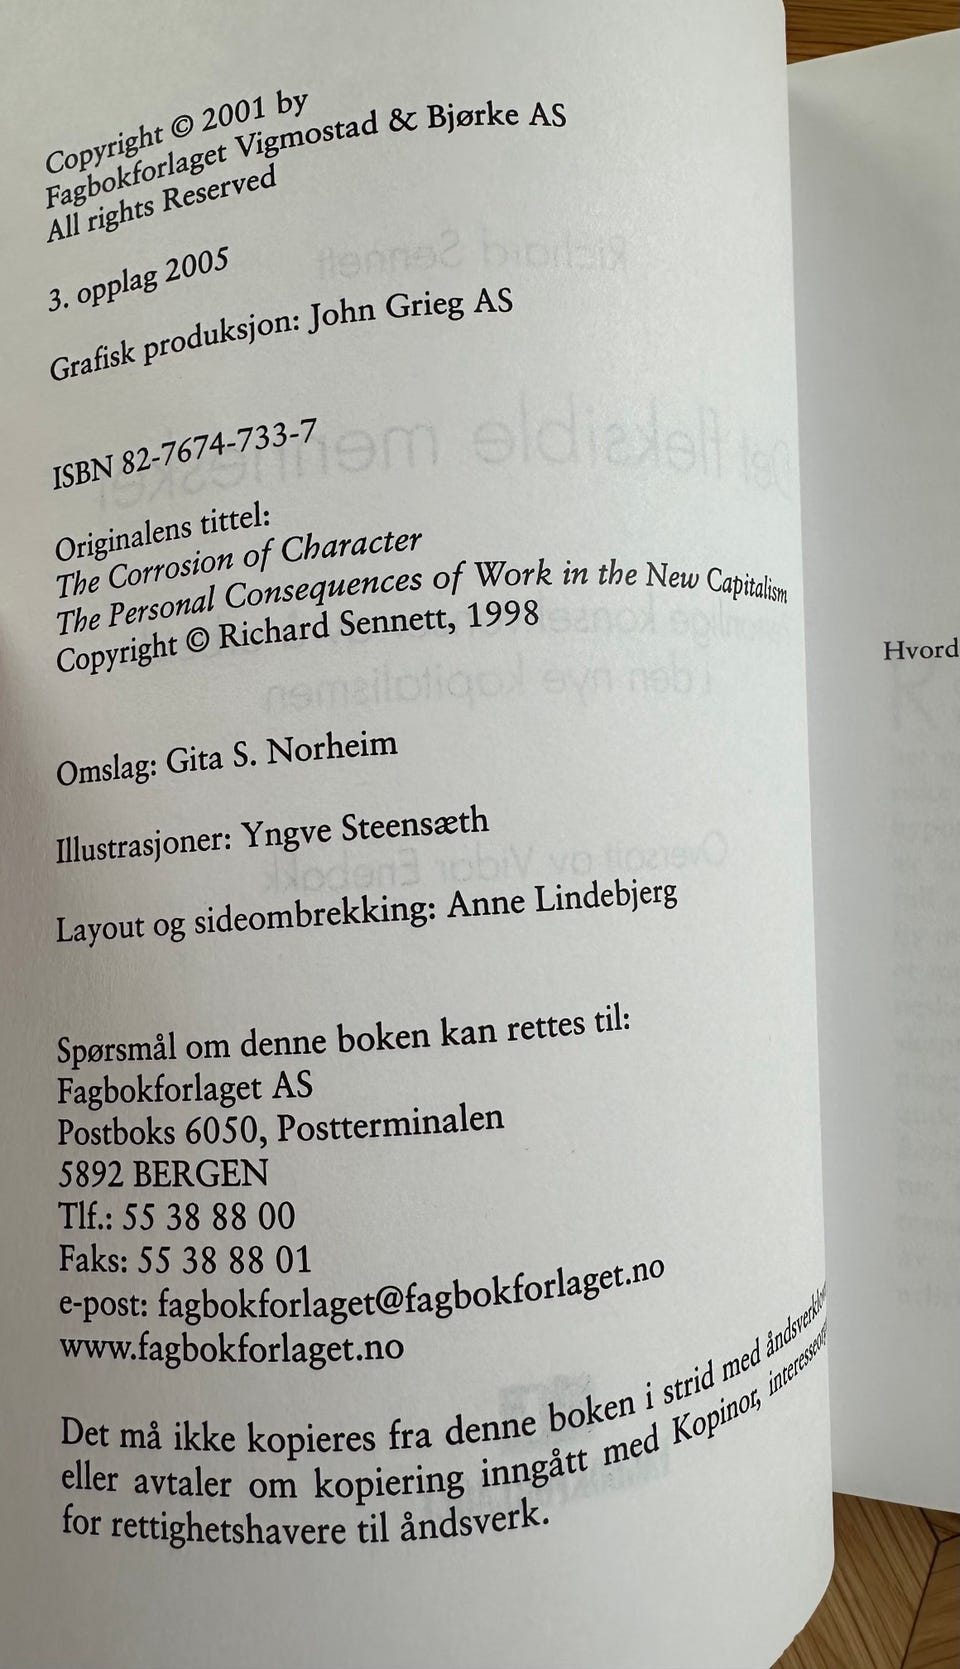 Copyright © 2001 by
Fagbokforlaget Vigmostad & Bjørke AS
All rights Reserved
3. opplag 2005
Grafisk produksjon: John Grieg AS
ISBN 82-7674-733-7
Originalens tittel:
The Corrosion of Character
The Personal Consequences of Work in the New Capitalism
Copyright © Richard Sennett, 1998
Omslag: Gita S. Norheim
Illustrasjoner: Yngve Steensæth
Layout og sideombrekking: Anne Lindebjerg
Spørsmål om denne boken kan rettes til:
Fagbokforlaget AS
Postboks 6050, Postterminalen
5892 BERGEN
Tlf.: 55 38 88 00
Faks: 55 38 88 01
e-post: fagbokforlaget@fagbokforlaget.no
www.fagbokforlaget.no
Det må ikke kopieres fra denne boken i strid med
eller avtaler om kopiering inngått med Kopinor,
for rettighetshavere til åndsverk.
Hvord